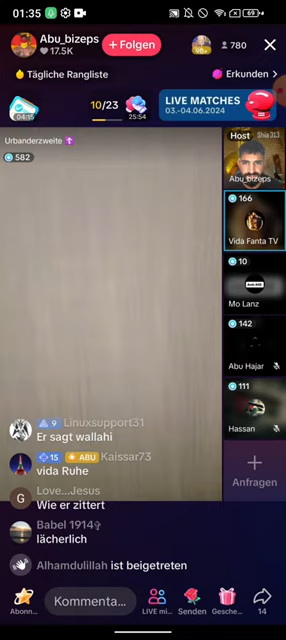 01:35
69
Abu_bizeps
17.5K
+ Folgen
780
Tägliche Rangliste
Erkunden >
04:15
10/23
25:54
LIVE MATCHES
03.-04.06.2024
Urbanderzweite
582
Host
Shia313
Abu_bizeps
166
Vida Fanta TV
10
Mo Lanz
142
Abu Hajar
111
Hassan
Anfragen
9 Linuxsupport31
Er sagt wallahi
15 ABU Kaissar73
vida Ruhe
G
Love...Jesus
Wie er zittert
Babel 1914✞
lächerlich
Alhamdulillah ist beigetreten
Abonn...
Kommenta...
LIVE mi...
Senden
Gesche...
14